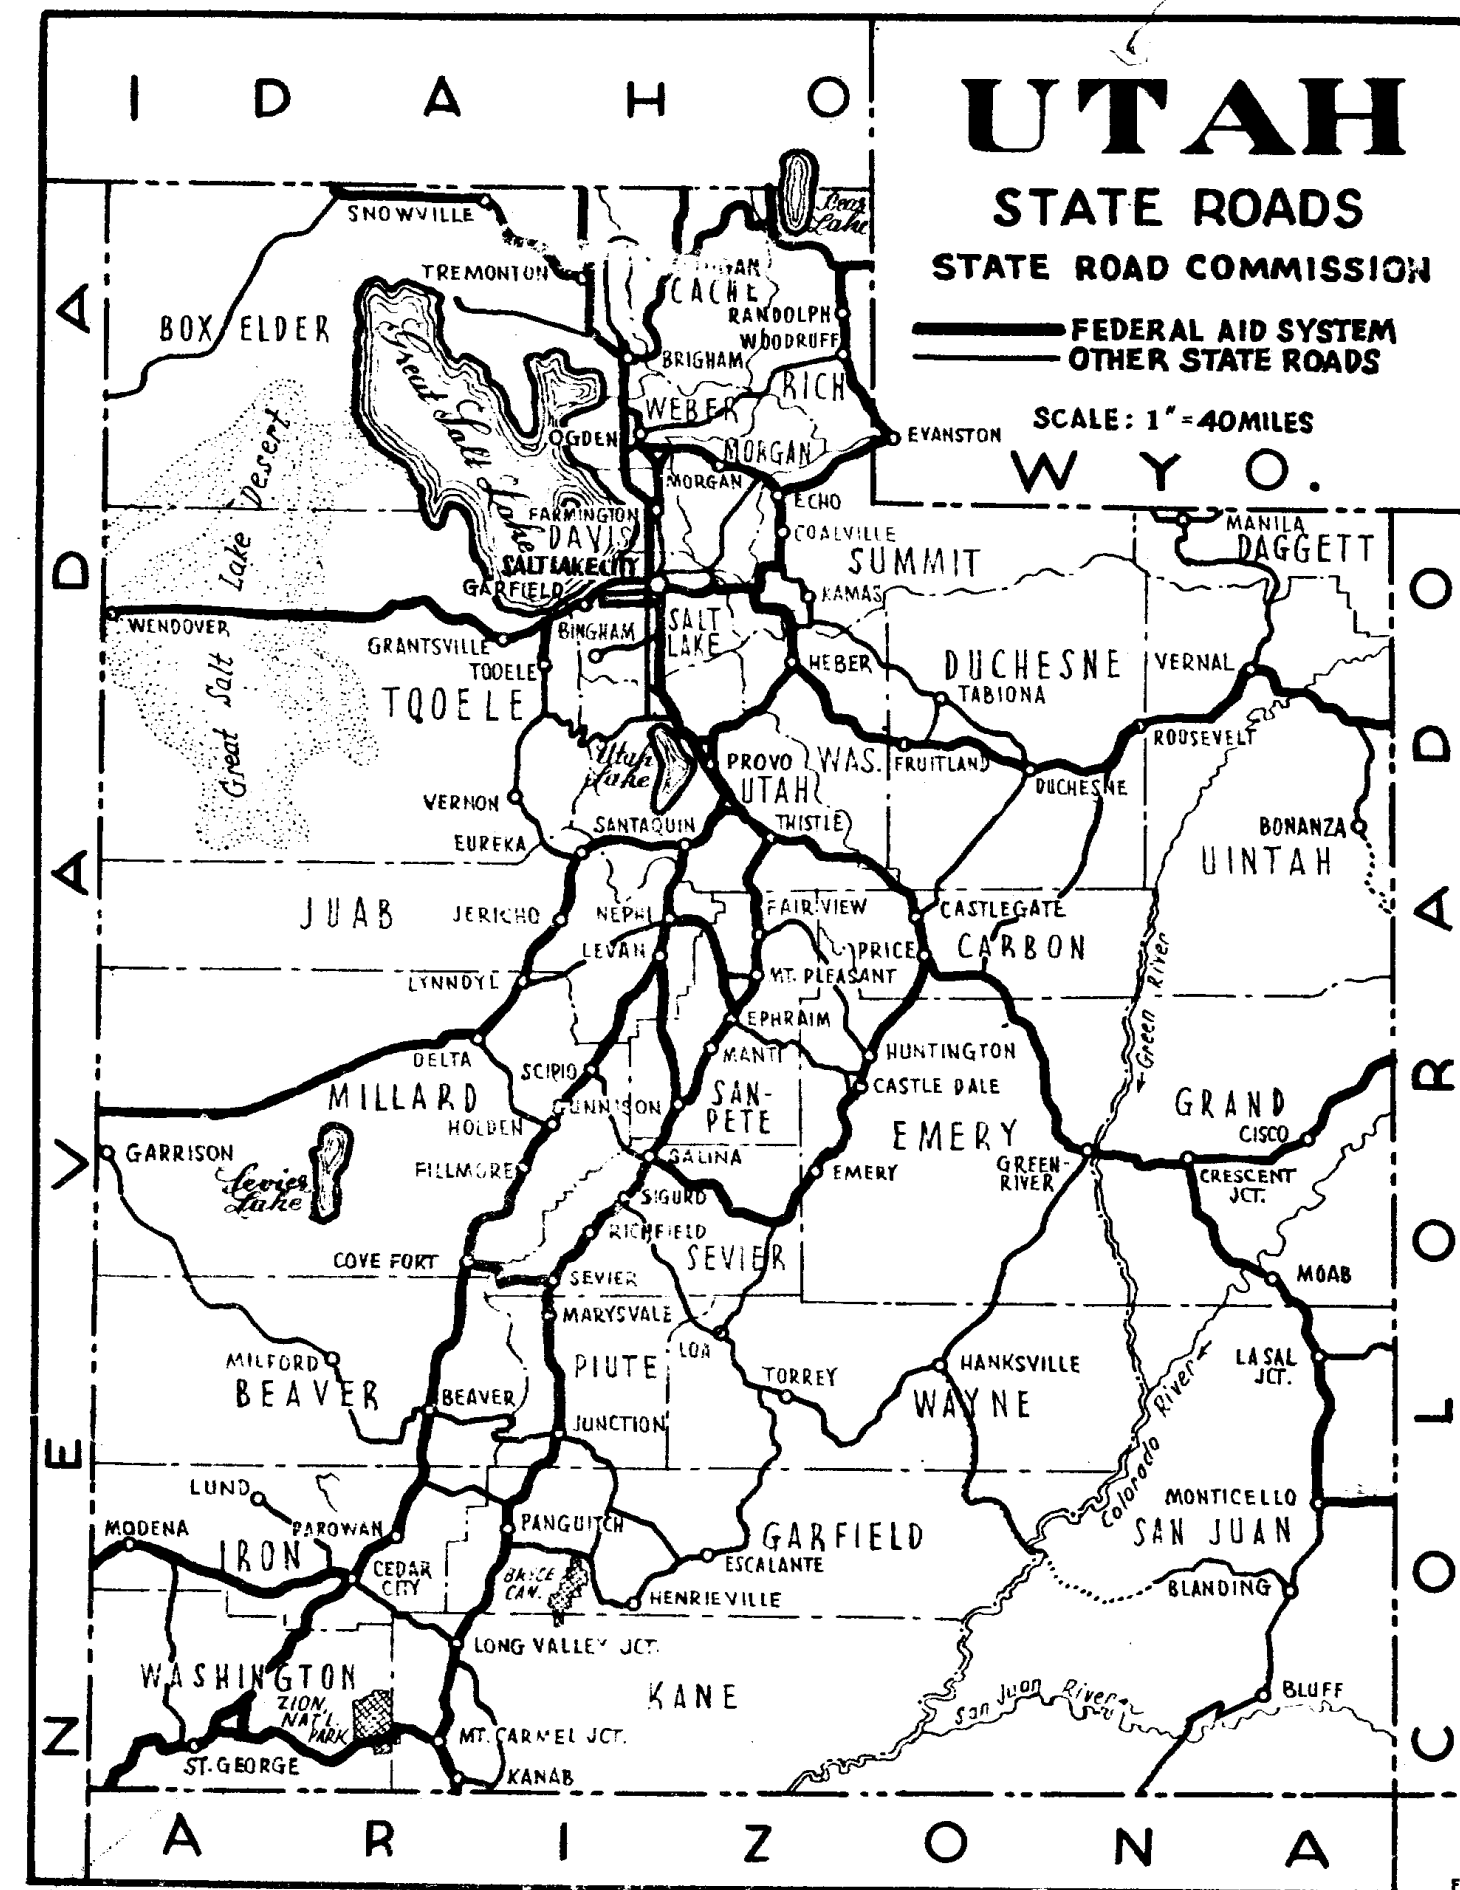 IDAHO
UTAH
STATE ROADS
STATE ROAD COMMISSION
FEDERAL AID SYSTEM
OTHER STATE ROADS
SCALE: 1"=40 MILES
WYO.
NEVADA
COLORADO
ARIZONA
SNOWVILLE
Bear
Lake
TREMONTON
CACHE
BOX ELDER
RANDOLPH
WOODRUFF
BRIGHAM
RICH
Great Salt Lake
WEBER
OGDEN
EVANSTON
MORGAN
MORGAN
ECHO
Great Salt Lake Desert
FARMINGTON
DAVIS
COALVILLE
SUMMIT
MANILA
DAGGETT
SALT LAKE CITY
GARFIELD
KAMAS
WENDOVER
BINGHAM
SALT
LAKE
GRANTSVILLE
TOOELE
HEBER
DUCHESNE
VERNAL
TOOELE
TABIONA
Utah
Lake
PROVO
WAS.
FRUITLAND
ROOSEVELT
UTAH
DUCHESNE
VERNON
SANTAQUIN
THISTLE
BONANZA
EUREKA
UINTAH
JUAB
JERICHO
NEPHI
FAIRVIEW
CASTLEGATE
LEVAN
PRICE
CARBON
LYNNDYL
MT. PLEASANT
Green River
EPHRAIM
DELTA
MANTI
HUNTINGTON
SCIPIO
CASTLE DALE
MILLARD
GUNNISON
SAN-
PETE
GRAND
HOLDEN
EMERY
CISCO
GARRISON
SALINA
GREEN-
RIVER
FILLMORE
EMERY
CRESCENT
JCT.
Sevier
Lake
SIGURD
RICHFIELD
SEVIER
COVE FORT
SEVIER
MOAB
MARYSVALE
LOA
MILFORD
PIUTE
HANKSVILLE
LASAL
JCT.
BEAVER
BEAVER
TORREY
WAYNE
JUNCTION
Colorado River
LUND
MONTICELLO
MODENA
PAROWAN
PANGUITCH
GARFIELD
SAN JUAN
IRON
CEDAR
CITY
BRYCE
CAN.
ESCALANTE
BLANDING
HENRIEVILLE
LONG VALLEY JCT.
WASHINGTON
KANE
ZION
NAT'L.
PARK
San Juan River
BLUFF
MT. CARMEL JCT.
ST. GEORGE
KANAB